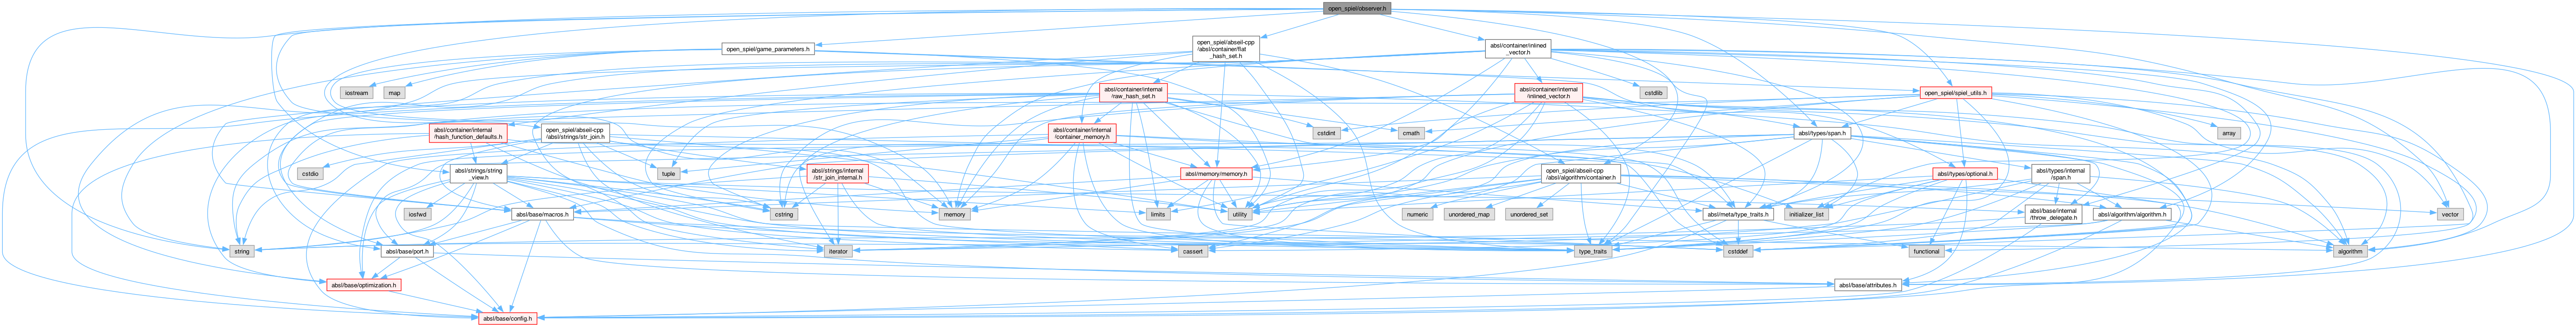 open_spiel/observer.h
open_spiel/game_parameters.h
open_spiel/abseil-cpp
/absl/container/flat
_hash_set.h
absl/container/inlined
_vector.h
iostream
map
absl/container/internal
/raw_hash_set.h
absl/container/internal
/inlined_vector.h
cstdlib
open_spiel/spiel_utils.h
absl/container/internal
/hash_function_defaults.h
open_spiel/abseil-cpp
/absl/strings/str_join.h
absl/container/internal
/container_memory.h
cstdint
cmath
absl/types/span.h
array
cstdio
absl/strings/string
_view.h
tuple
absl/strings/internal
/str_join_internal.h
absl/memory/memory.h
open_spiel/abseil-cpp
/absl/algorithm/container.h
absl/types/optional.h
absl/types/internal
/span.h
iosfwd
absl/base/macros.h
cstring
memory
limits
utility
numeric
unordered_map
unordered_set
absl/meta/type_traits.h
initializer_list
absl/base/internal
/throw_delegate.h
absl/algorithm/algorithm.h
vector
string
absl/base/port.h
iterator
cassert
type_traits
cstddef
functional
algorithm
absl/base/optimization.h
absl/base/attributes.h
absl/base/config.h